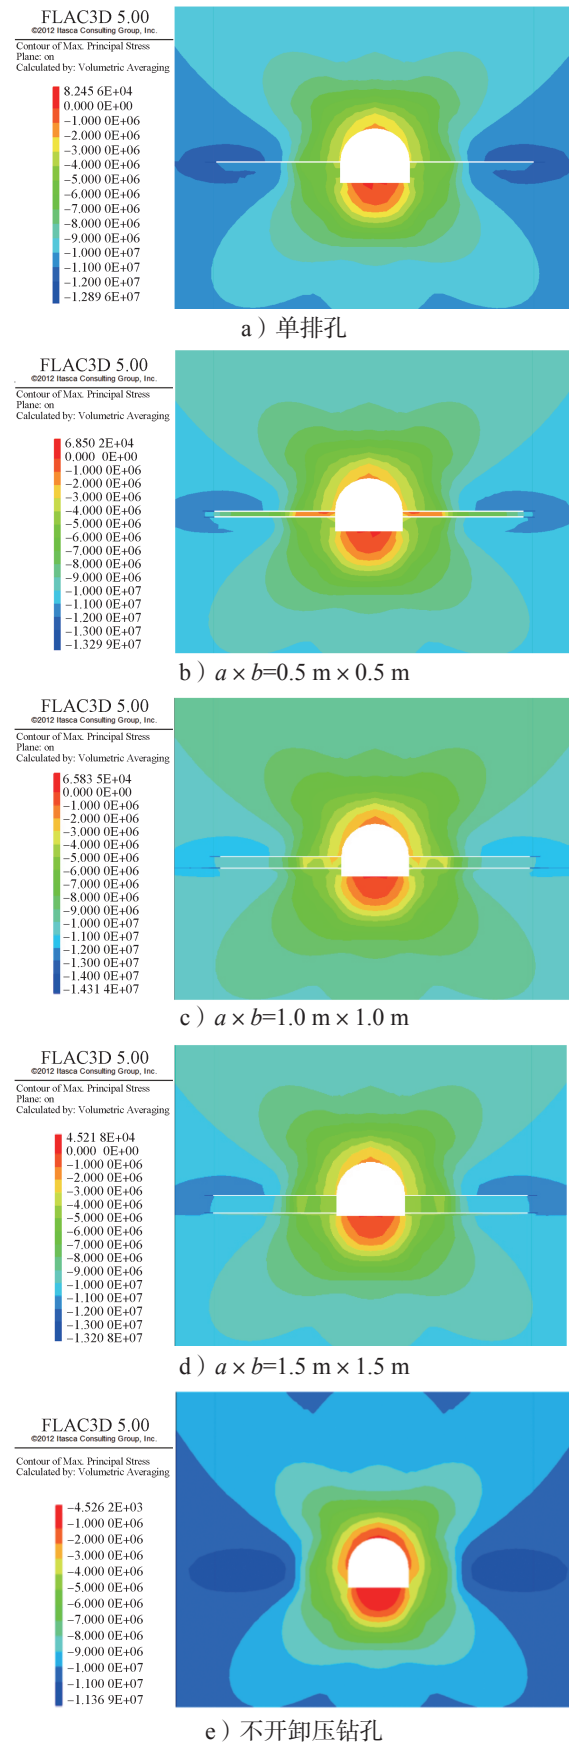 FLAC3D 5.00
©2012 Itasca Consulting Group, Inc.
Contour of Max. Principal Stress
Plane: on
Calculated by: Volumetric Averaging
8.245 6E+04
0.000 0E+00
−1.000 0E+06
−2.000 0E+06
−3.000 0E+06
−4.000 0E+06
−5.000 0E+06
−6.000 0E+06
−7.000 0E+06
−8.000 0E+06
−9.000 0E+06
−1.000 0E+07
−1.100 0E+07
−1.200 0E+07
−1.289 6E+07
a）单排孔
FLAC3D 5.00
©2012 Itasca Consulting Group, Inc.
Contour of Max. Principal Stress
Plane: on
Calculated by: Volumetric Averaging
6.850 2E+04
0.000 0E+00
−1.000 0E+06
−2.000 0E+06
−3.000 0E+06
−4.000 0E+06
−5.000 0E+06
−6.000 0E+06
−7.000 0E+06
−8.000 0E+06
−9.000 0E+06
−1.000 0E+07
−1.100 0E+07
−1.200 0E+07
−1.300 0E+07
−1.329 9E+07
b）a × b=0.5 m × 0.5 m
FLAC3D 5.00
©2012 Itasca Consulting Group, Inc.
Contour of Max. Principal Stress
Plane: on
Calculated by: Volumetric Averaging
6.583 5E+04
0.000 0E+00
−1.000 0E+06
−2.000 0E+06
−3.000 0E+06
−4.000 0E+06
−5.000 0E+06
−6.000 0E+06
−7.000 0E+06
−8.000 0E+06
−9.000 0E+06
−1.000 0E+07
−1.100 0E+07
−1.200 0E+07
−1.300 0E+07
−1.400 0E+07
−1.431 4E+07
c）a × b=1.0 m × 1.0 m
FLAC3D 5.00
©2012 Itasca Consulting Group, Inc.
Contour of Max. Principal Stress
Plane: on
Calculated by: Volumetric Averaging
4.521 8E+04
0.000 0E+00
−1.000 0E+06
−2.000 0E+06
−3.000 0E+06
−4.000 0E+06
−5.000 0E+06
−6.000 0E+06
−7.000 0E+06
−8.000 0E+06
−9.000 0E+06
−1.000 0E+07
−1.100 0E+07
−1.200 0E+07
−1.300 0E+07
−1.320 8E+07
d）a × b=1.5 m × 1.5 m
FLAC3D 5.00
©2012 Itasca Consulting Group, Inc.
Contour of Max. Principal Stress
Plane: on
Calculated by: Volumetric Averaging
−4.526 2E+03
−1.000 0E+06
−2.000 0E+06
−3.000 0E+06
−4.000 0E+06
−5.000 0E+06
−6.000 0E+06
−7.000 0E+06
−8.000 0E+06
−9.000 0E+06
−1.000 0E+07
−1.100 0E+07
−1.136 9E+07
e）不开卸压钻孔